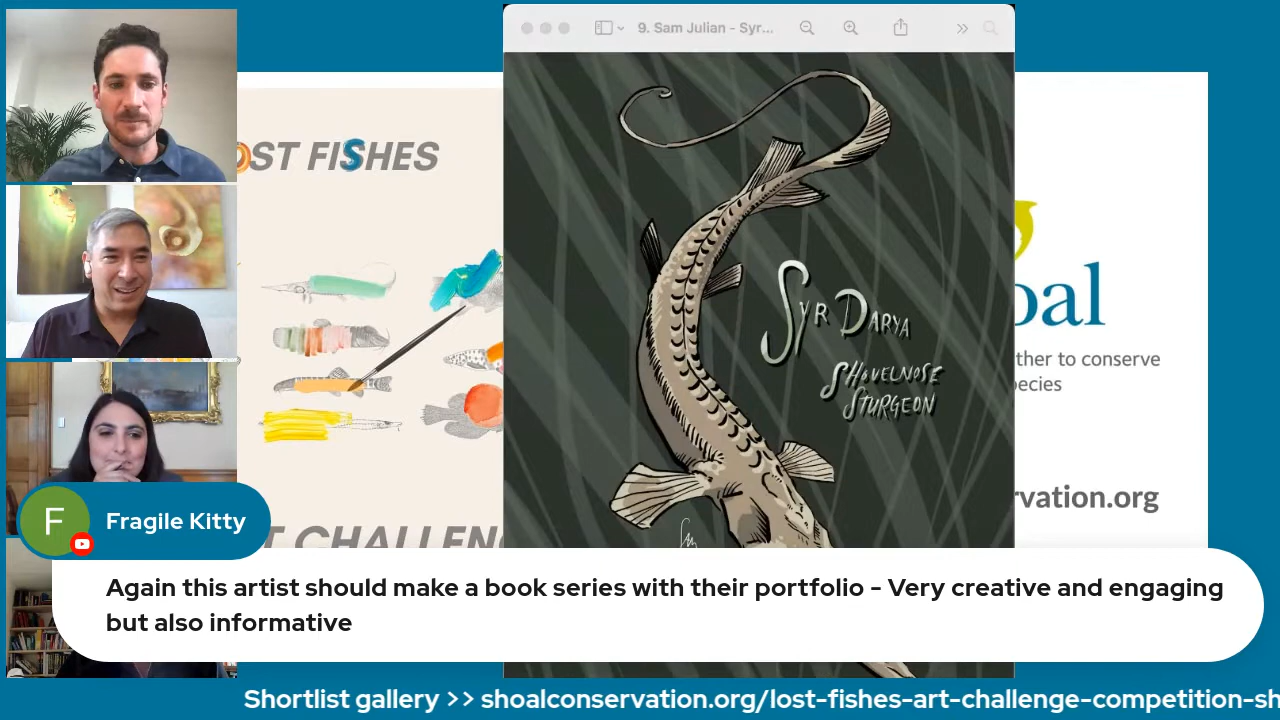 9. Sam Julian - Syr...
OST FISHES
SYR DARYA
SHOVELNOSE
STURGEON
oal
ther to conserve
ecies
rvation.org
T CHALLEN
F
Fragile Kitty
Again this artist should make a book series with their portfolio - Very creative and engaging
but also informative
Shortlist gallery >> shoalconservation.org/lost-fishes-art-challenge-competition-sh